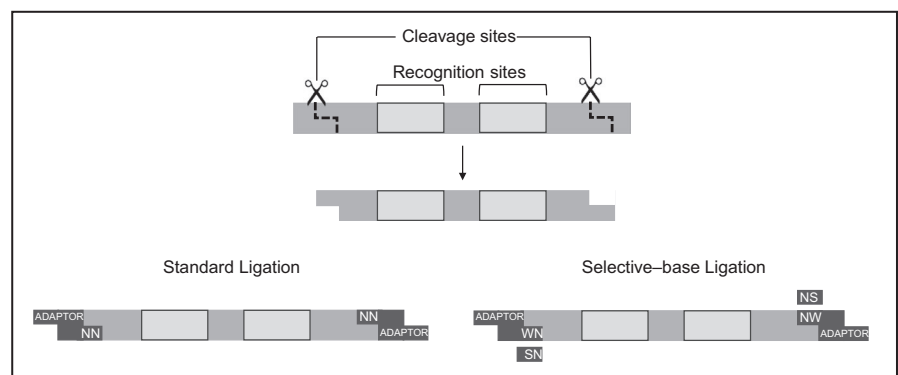 Cleavage sites
Recognition sites
Standard Ligation
Selective–base Ligation
ADAPTOR
NN
NN
ADAPTOR
ADAPTOR
WN
SN
NS
NW
ADAPTOR